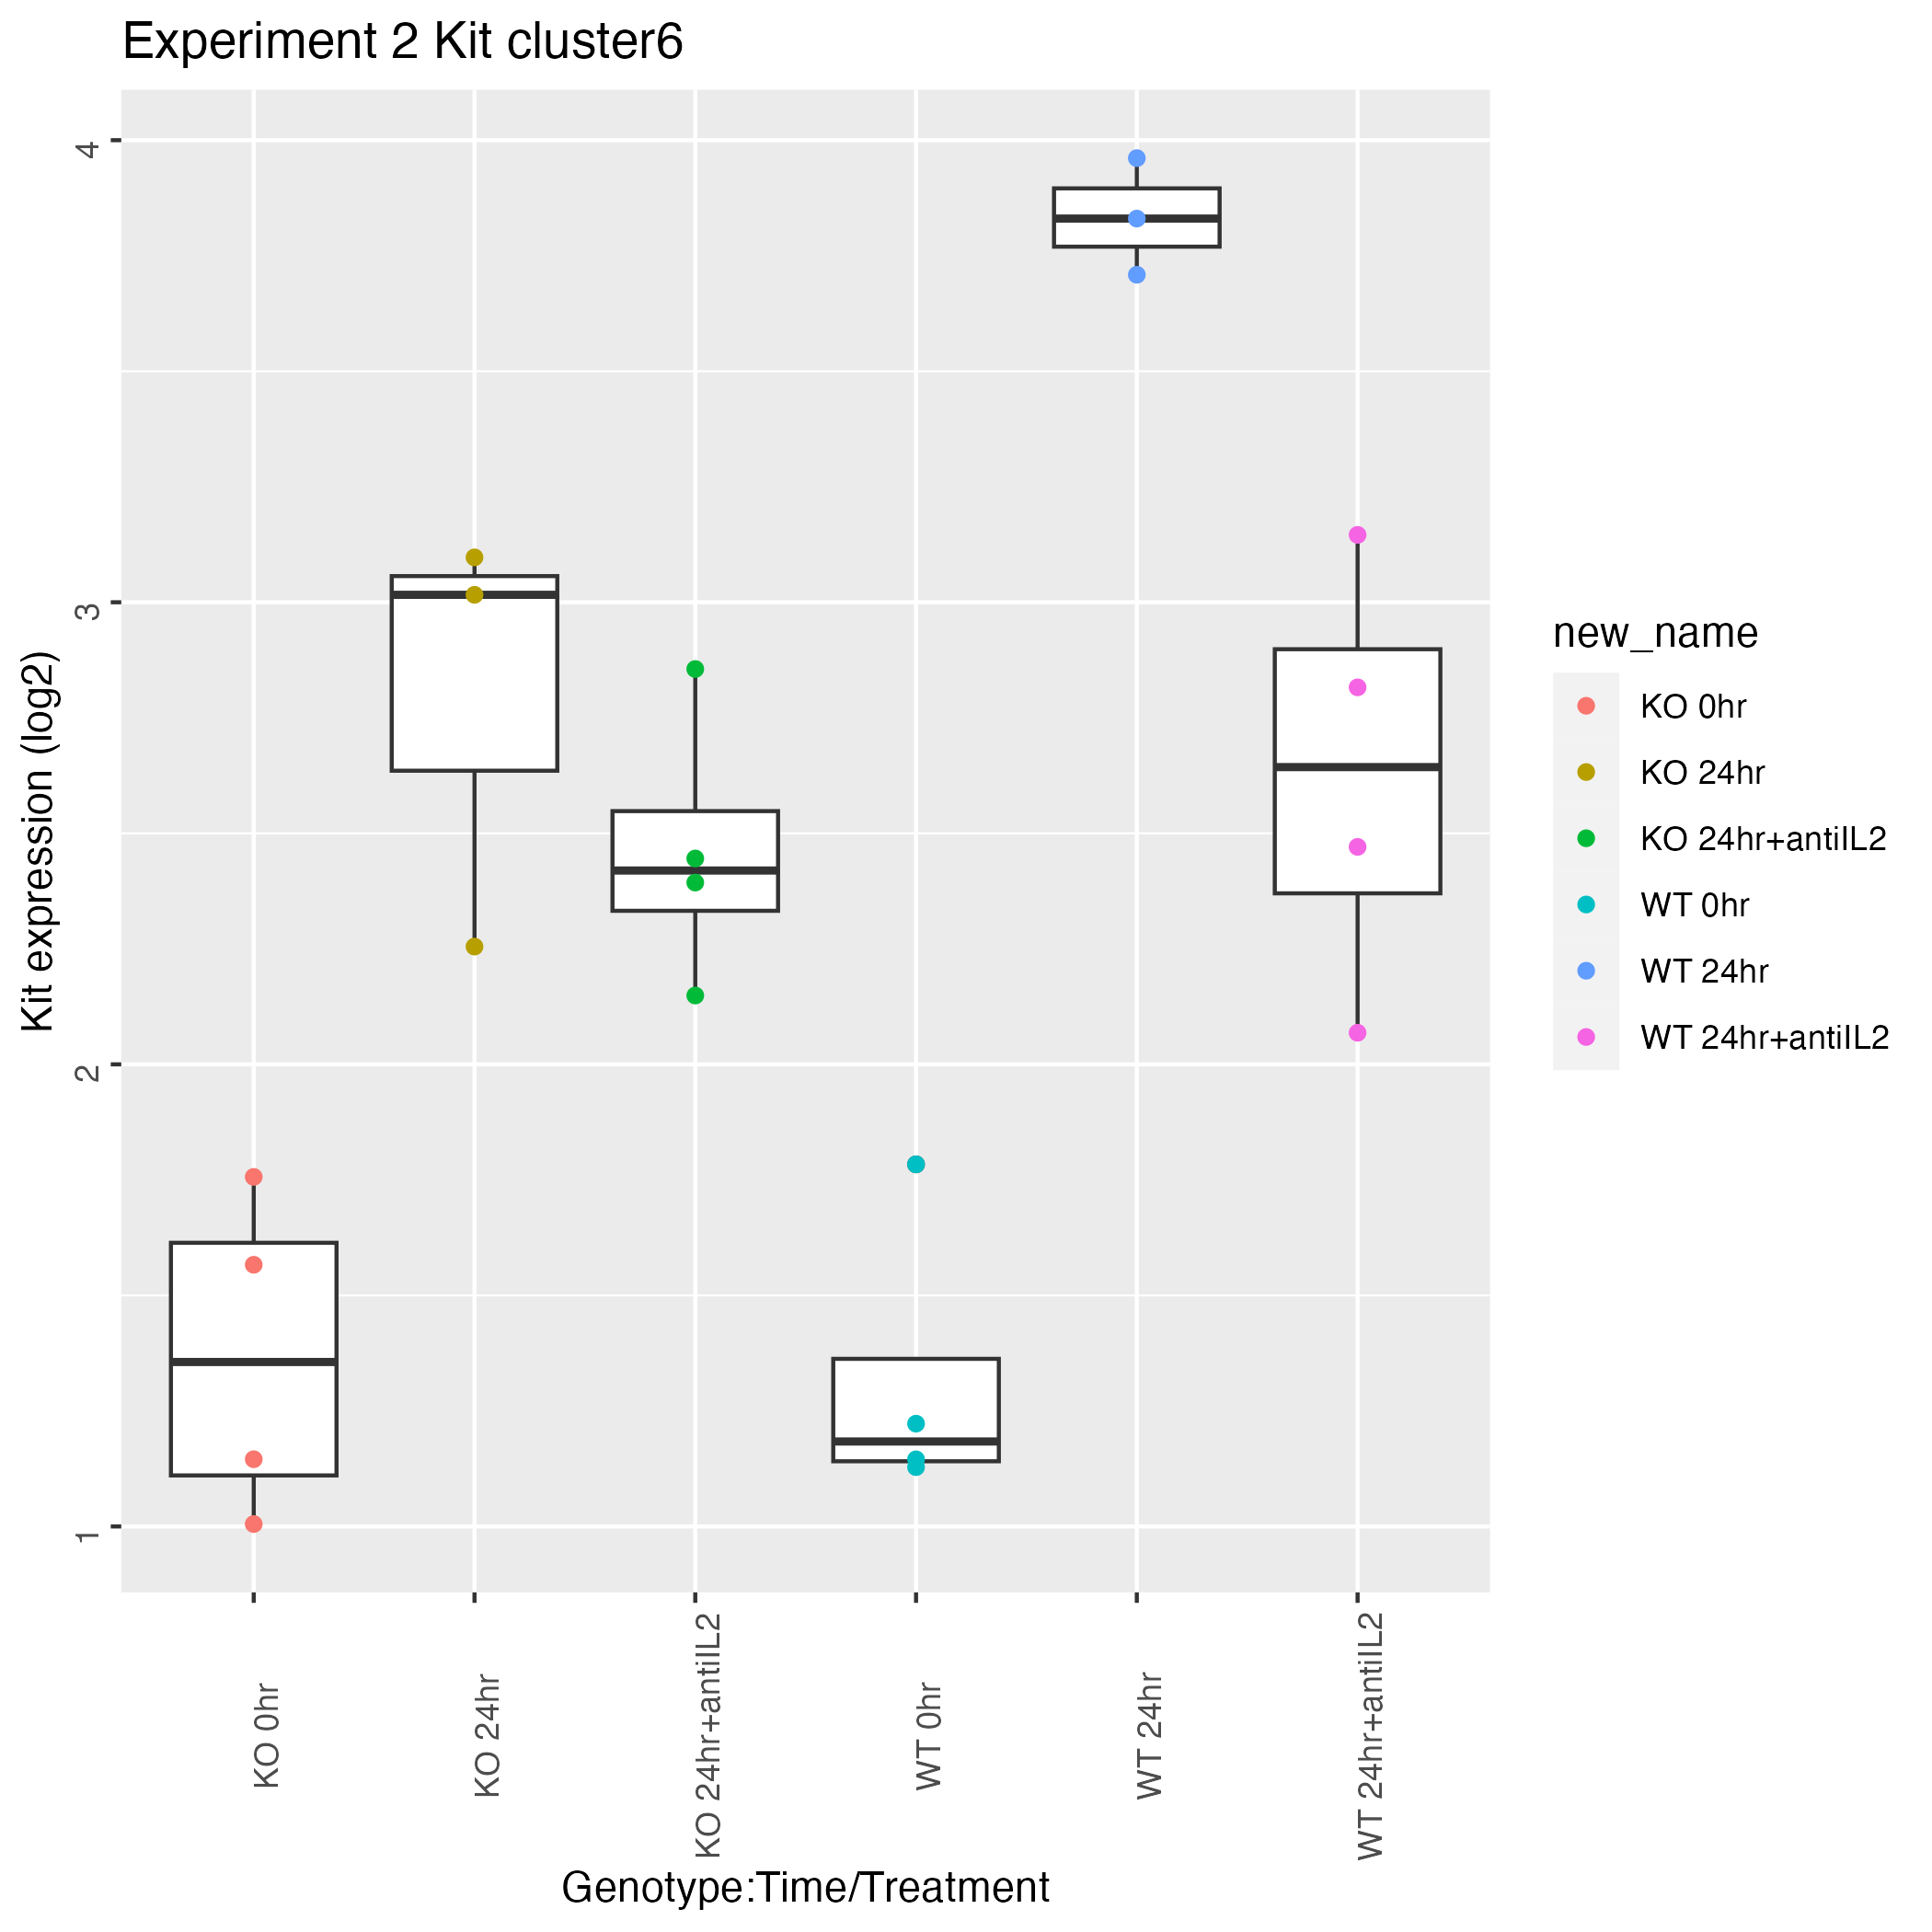 Experiment 2 Kit cluster6
Kit expression (log2)
4
3
2
1
KO 0hr
KO 24hr
KO 24hr+antiIL2
WT 0hr
WT 24hr
WT 24hr+antiIL2
Genotype:Time/Treatment
new_name
KO 0hr
KO 24hr
KO 24hr+antiIL2
WT 0hr
WT 24hr
WT 24hr+antiIL2